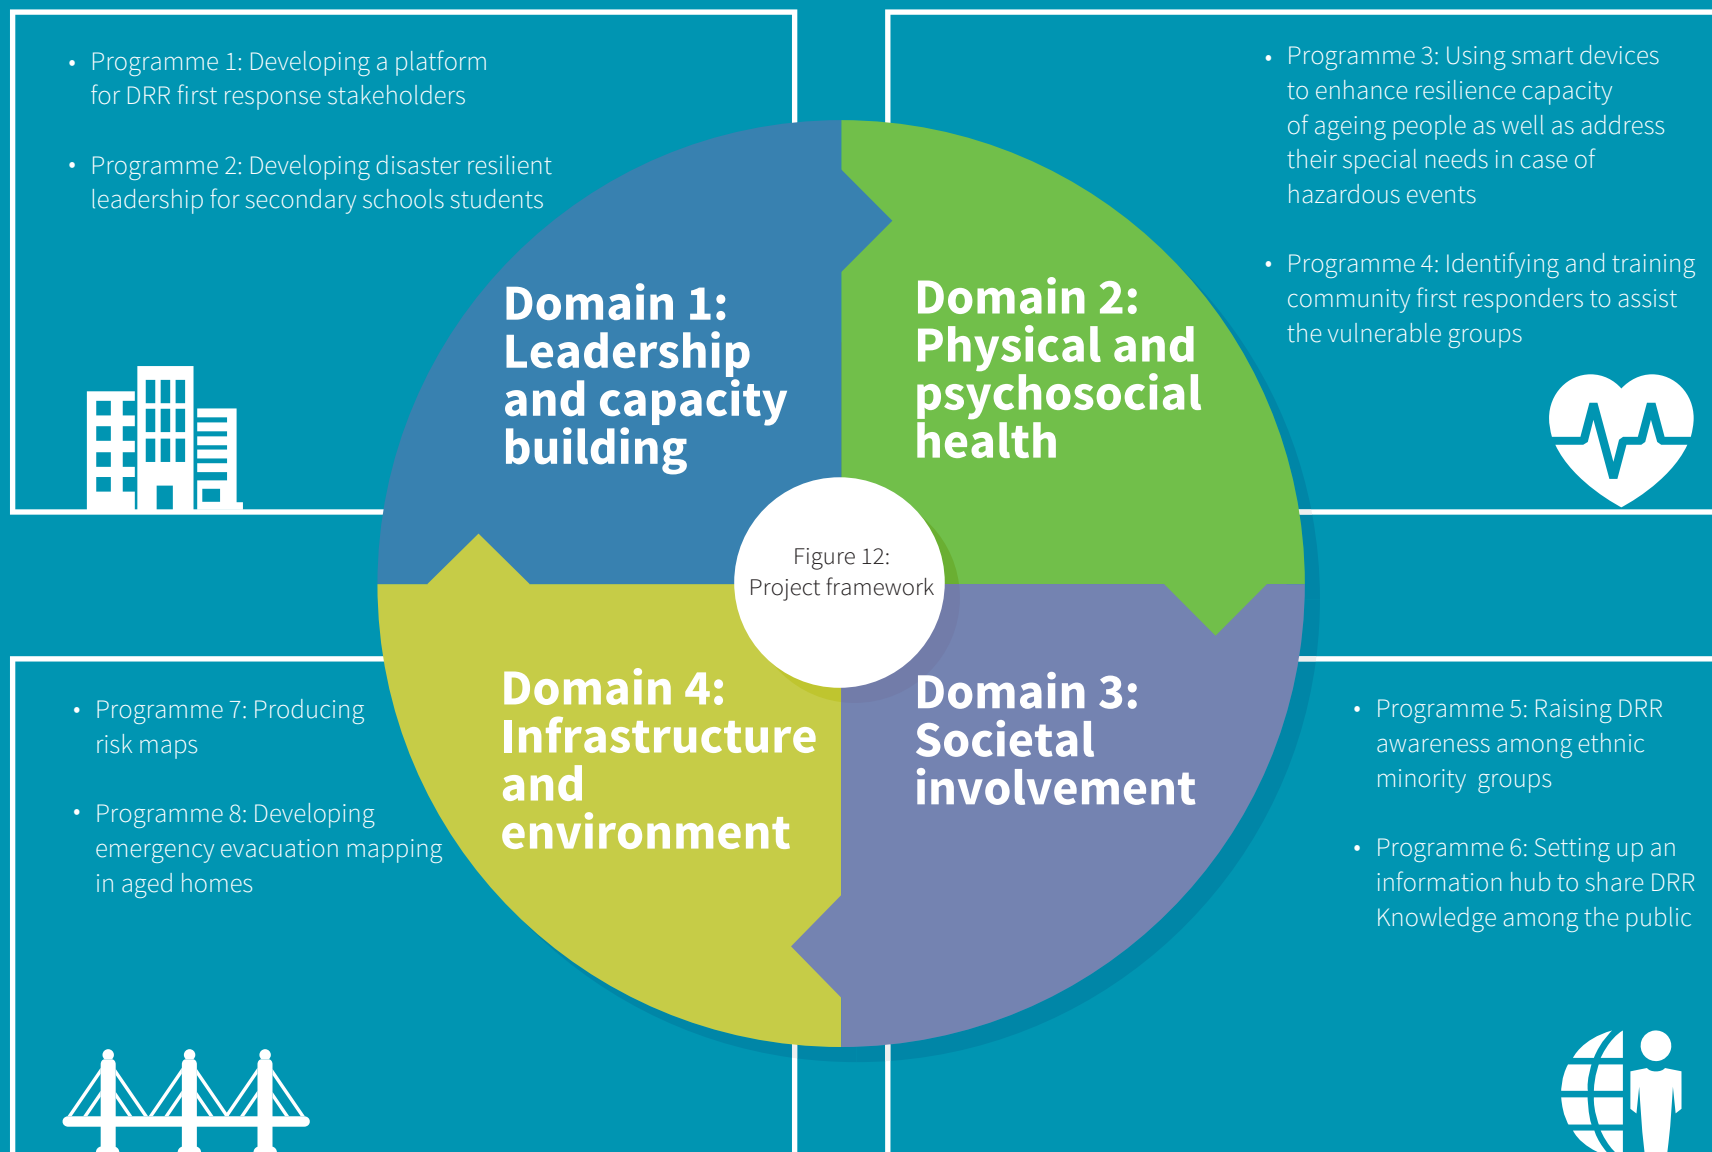 • Programme 1: Developing a platform
for DRR first response stakeholders
• Programme 2: Developing disaster resilient
leadership for secondary schools students
Domain 1:
Leadership
and capacity
building
• Programme 3: Using smart devices
to enhance resilience capacity
of ageing people as well as address
their special needs in case of
hazardous events
• Programme 4: Identifying and training
community first responders to assist
the vulnerable groups
Domain 2:
Physical and
psychosocial
health
Figure 12:
Project framework
• Programme 7: Producing
risk maps
• Programme 8: Developing
emergency evacuation mapping
in aged homes
Domain 4:
Infrastructure
and
environment
Domain 3:
Societal
involvement
• Programme 5: Raising DRR
awareness among ethnic
minority groups
• Programme 6: Setting up an
information hub to share DRR
Knowledge among the public